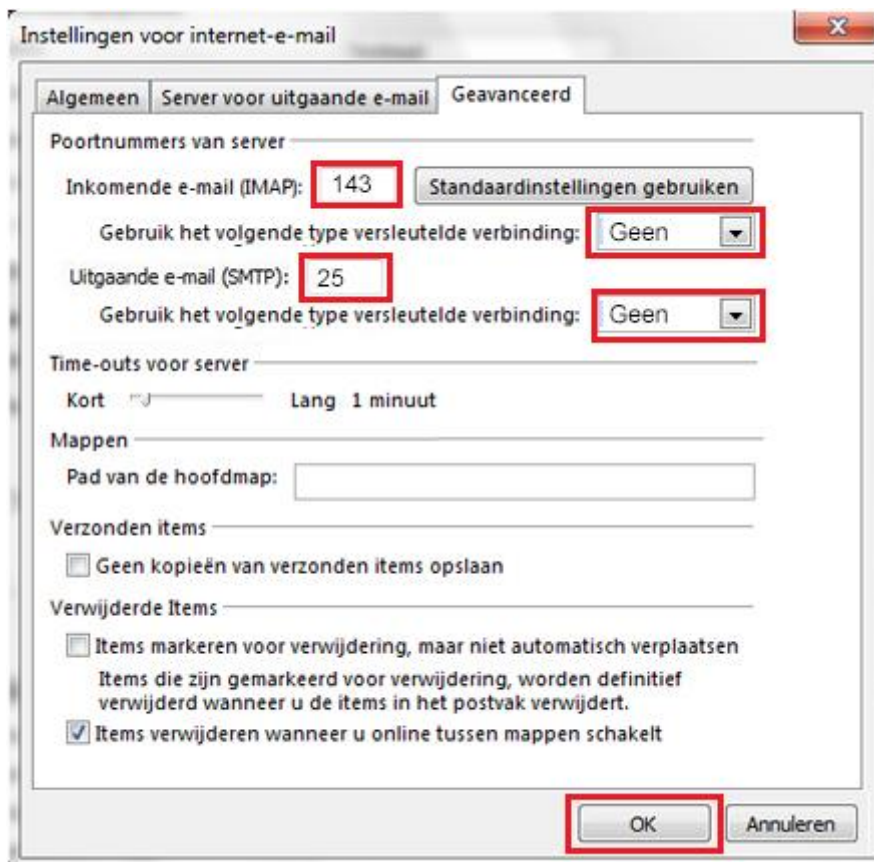 Instellingen voor internet-e-mail
Algemeen Server voor uitgaande e-mail Geavanceerd
Poortnummers van server
Inkomende e-mail (IMAP): 143 Standaardinstellingen gebruiken
Gebruik het volgende type versleutelde verbinding: Geen
Uitgaande e-mail (SMTP): 25
Gebruik het volgende type versleutelde verbinding: Geen
Time-outs voor server
Kort Lang 1 minuut
Mappen
Pad van de hoofdmap:
Verzonden items
Geen kopieën van verzonden items opslaan
Verwijderde Items
Items markeren voor verwijdering, maar niet automatisch verplaatsen
Items die zijn gemarkeerd voor verwijdering, worden definitief
verwijderd wanneer u de items in het postvak verwijdert.
Items verwijderen wanneer u online tussen mappen schakelt
OK Annuleren